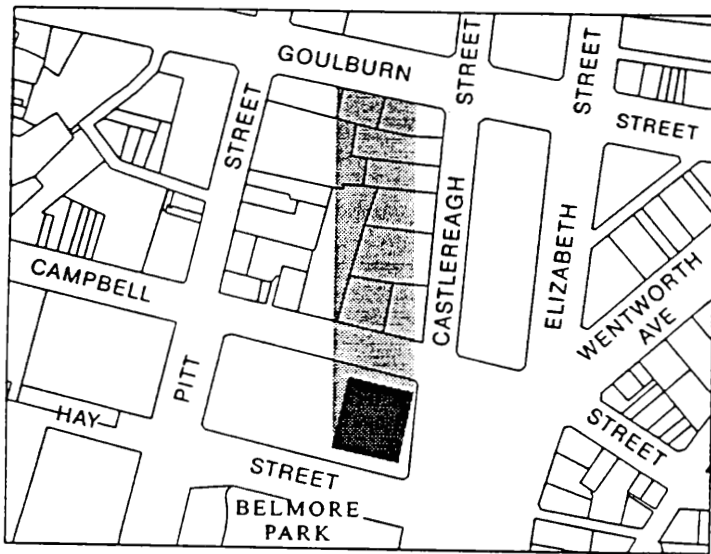 GOULBURN
STREET
STREET
STREET
STREET
CASTLEREAGH
ELIZABETH
WENTWORTH
AVE
CAMPBELL
PITT
HAY
STREET
STREET
BELMORE
PARK